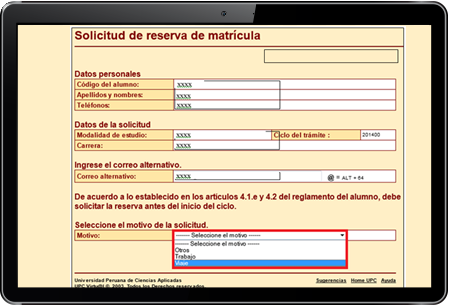 Solicitud de reserva de matrícula
Datos personales
Código del alumno: XXXX
Apellidos y nombres: XXXX
Teléfonos: XXXX
Datos de la solicitud
Modalidad de estudio: XXXX Ciclo del trámite : 201400
Carrera: XXXX
Ingrese el correo alternativo.
Correo alternativo: XXXX @ = ALT + 64
De acuerdo a lo establecido en los artículos 4.1.e y 4.2 del reglamento del alumno, debe
solicitar la reserva antes del inicio del ciclo.
Seleccione el motivo de la solicitud.
Motivo: ------- Seleccione el motivo ------
------- Seleccione el motivo ------
Otros
Trabajo
Viaje
Universidad Peruana de Ciencias Aplicadas Sugerencias Home UPC Ayuda
UPC Virtual® © 2003. Todos los Derechos reservados.